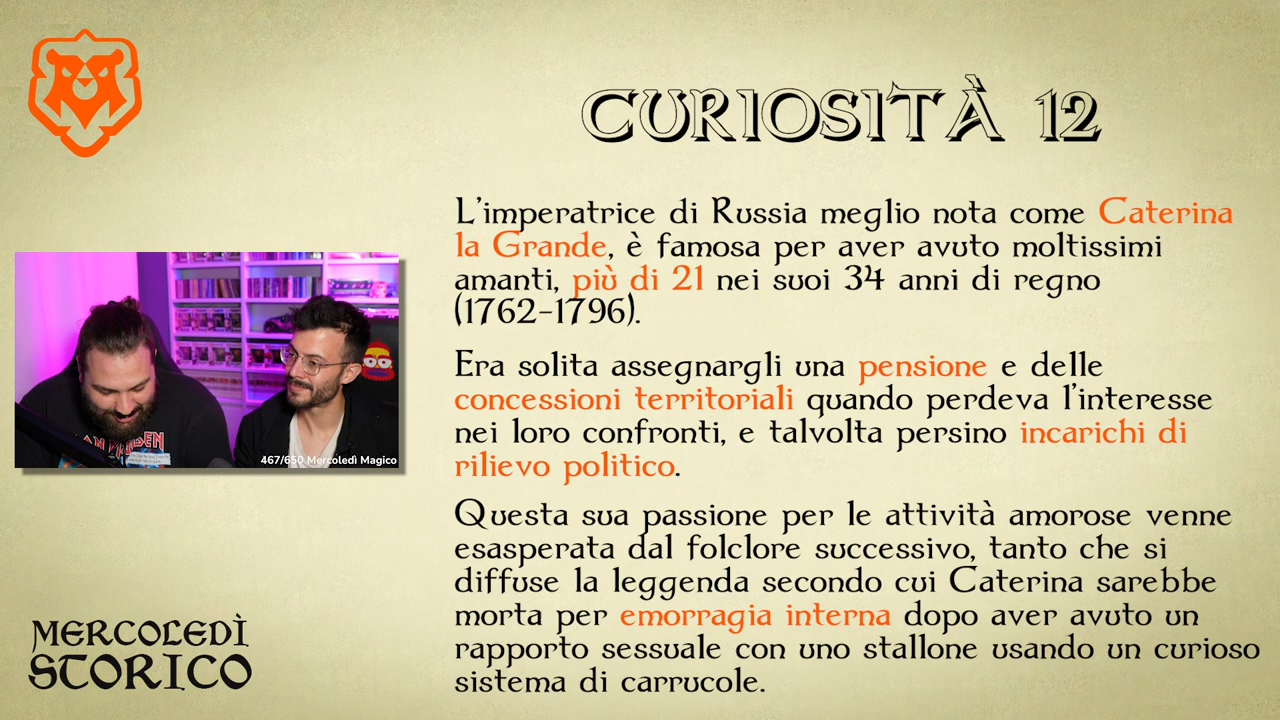 CURIOSITÀ 12
L'imperatrice di Russia meglio nota come Caterina
la Grande, è famosa per aver avuto moltissimi
amanti, più di 21 nei suoi 34 anni di regno
(1762-1796).
Era solita assegnargli una pensione e delle
concessioni territoriali quando perdeva l'interesse
nei loro confronti, e talvolta persino incarichi di
rilievo politico.
Questa sua passione per le attività amorose venne
esasperata dal folclore successivo, tanto che si
diffuse la leggenda secondo cui Caterina sarebbe
morta per emorragia interna dopo aver avuto un
rapporto sessuale con uno stallone usando un curioso
sistema di carrucole.
467/650 Mercoledì Magico
MERCOLEDÌ
STORICO